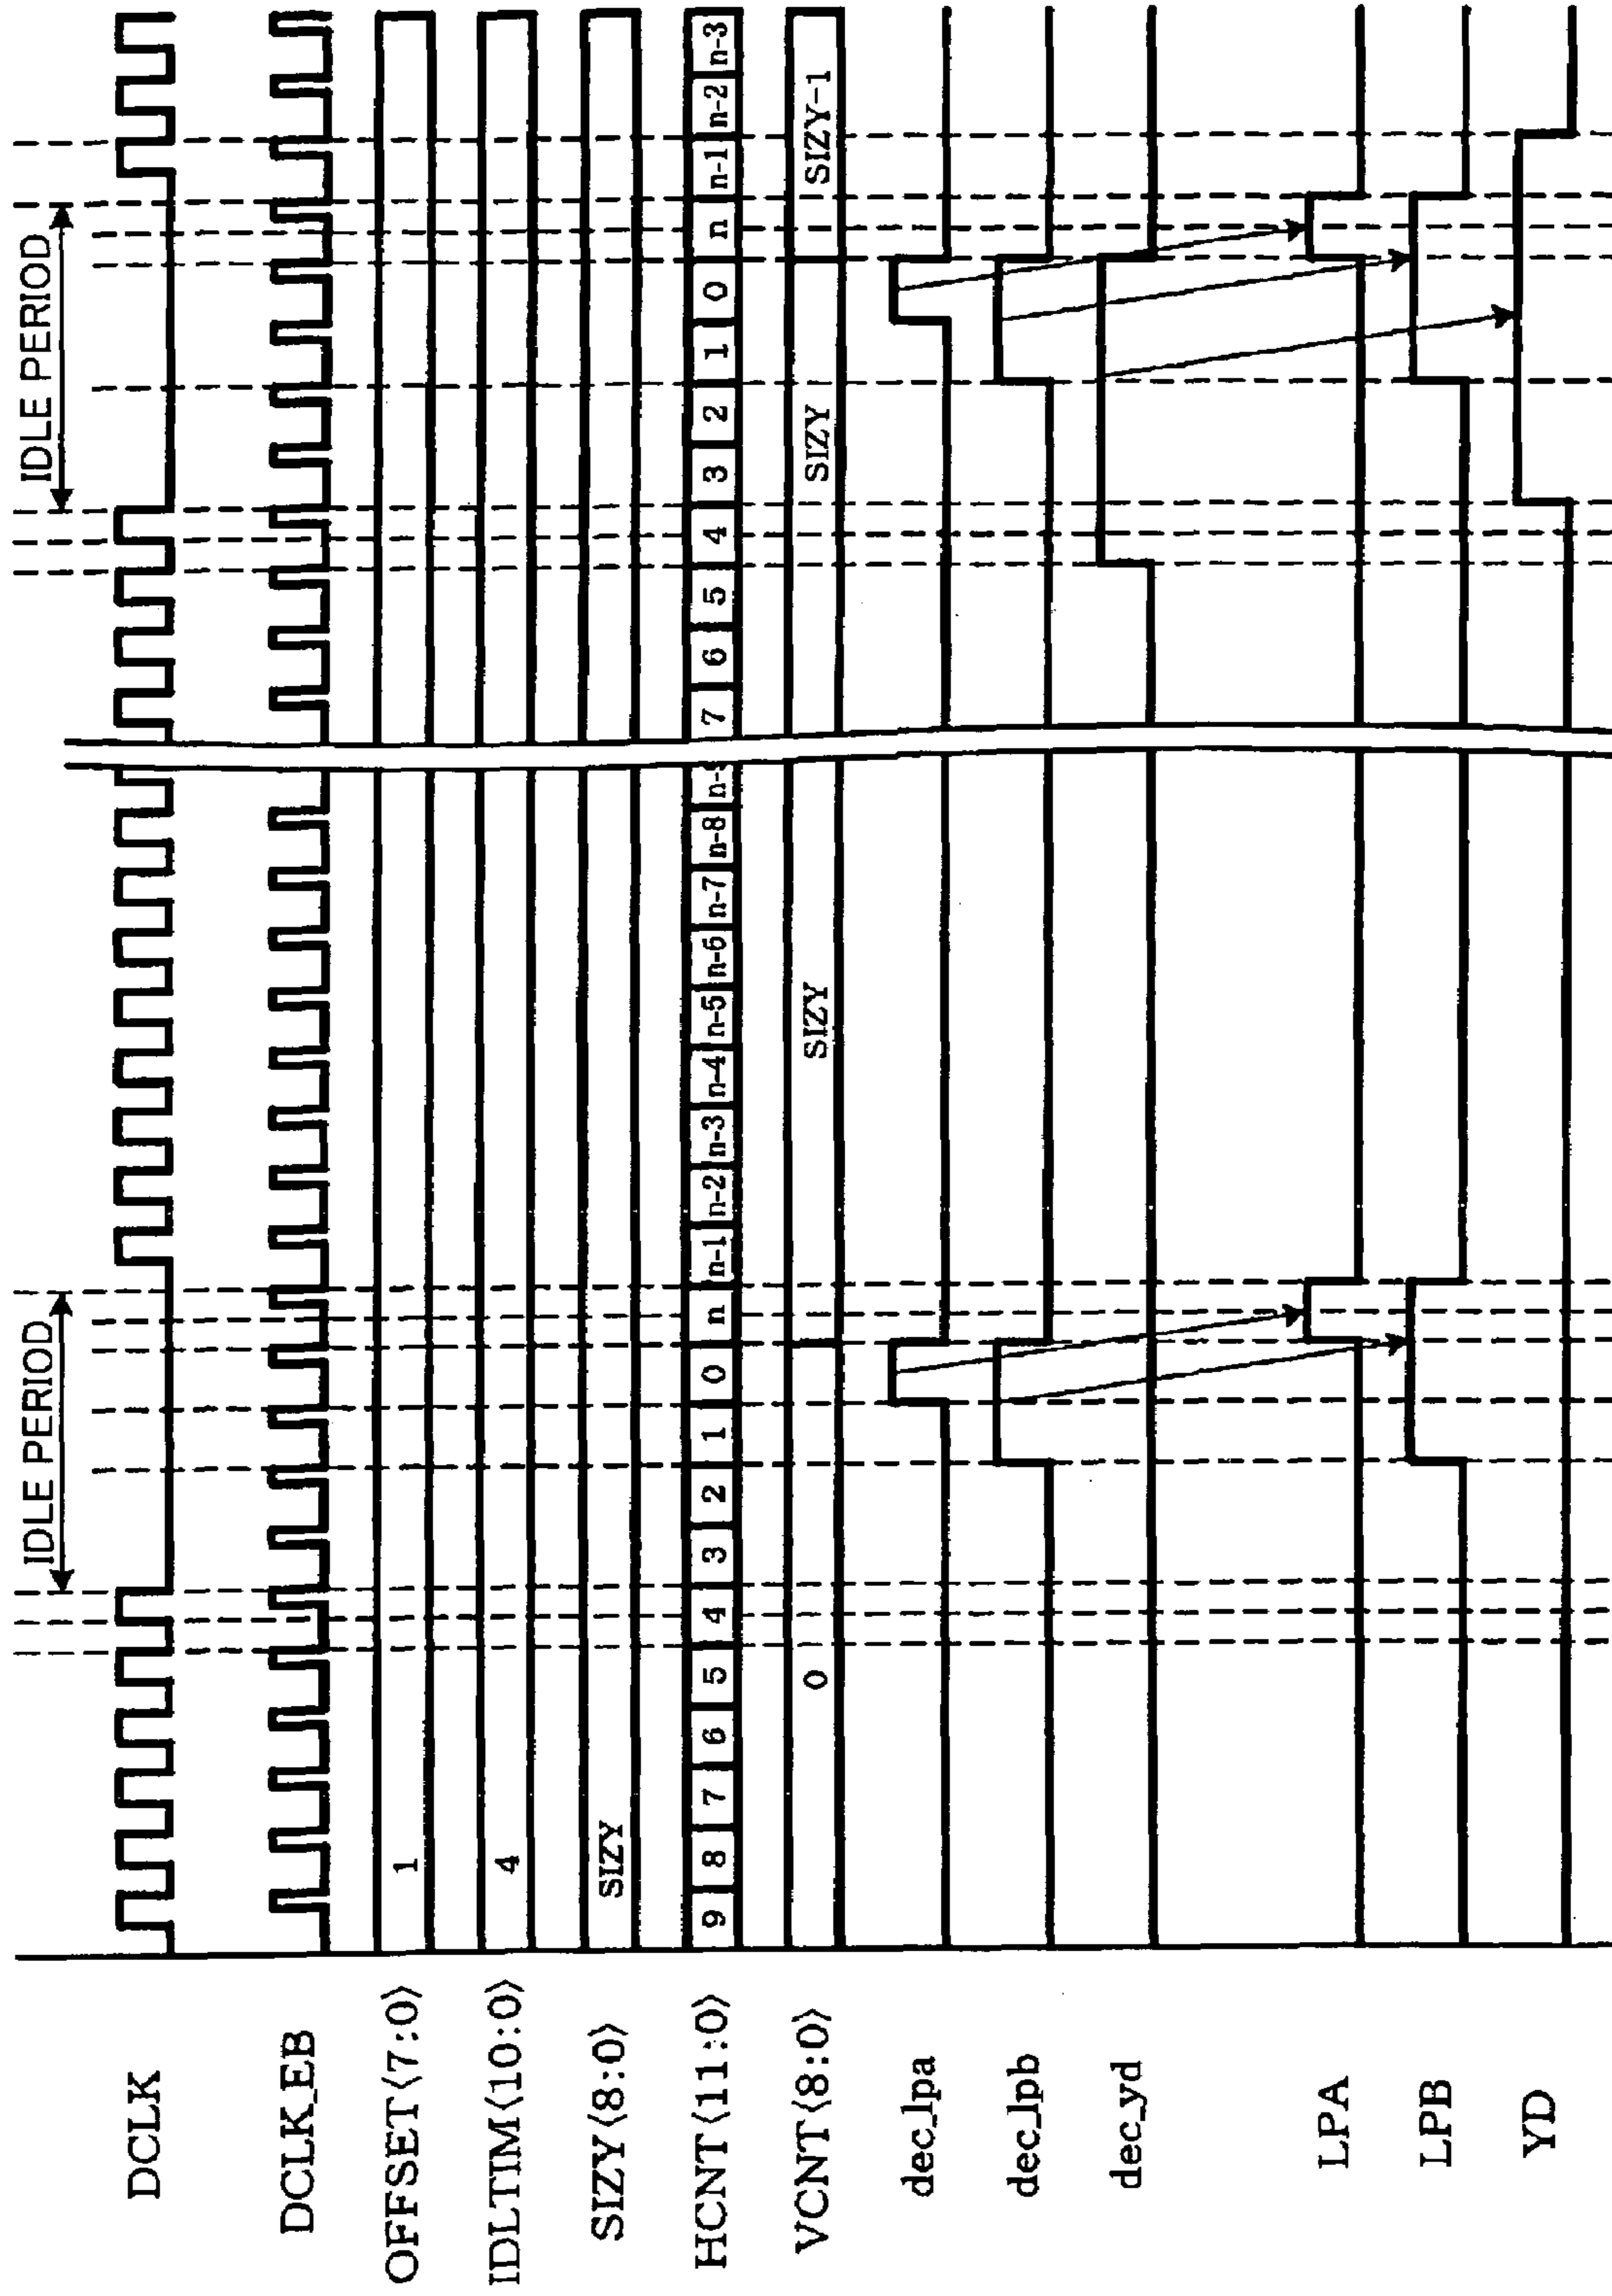 IDLE PERIOD IDLE PERIOD
DCLK
DCLK_EB
OFFSET⟨7:0⟩ 1
IDLTIM⟨10:0⟩ 4
SIZY⟨8:0⟩ SIZY
HCNT⟨11:0⟩ 9 8 7 6 5 4 3 2 1 0 n n-1 n-2 n-3 n-4 n-5 n-6 n-7 n-8 7 6 5 4 3 2 1 0 n n-1 n-2 n-3
VCNT⟨8:0⟩ 0 SIZY SIZY SIZY-1
dec_lpa
dec_lpb
dec_yd
LPA
LPB
YD